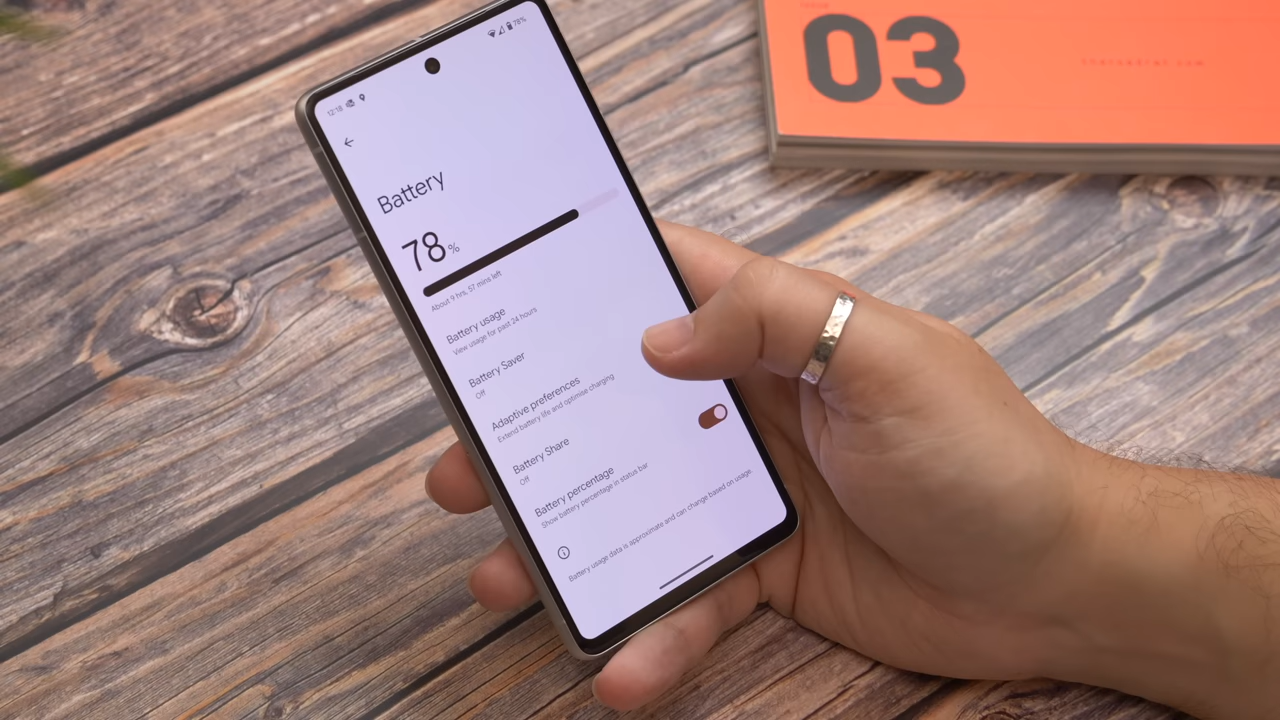 12:18
78%
Battery
78%
About 9 hrs, 57 mins left
Battery usage
View usage for past 24 hours
Battery Saver
Off
Adaptive preferences
Extend battery life and optimise charging
Battery Share
Off
Battery percentage
Show battery percentage in status bar
Battery usage data is approximate and can change based on usage.
03